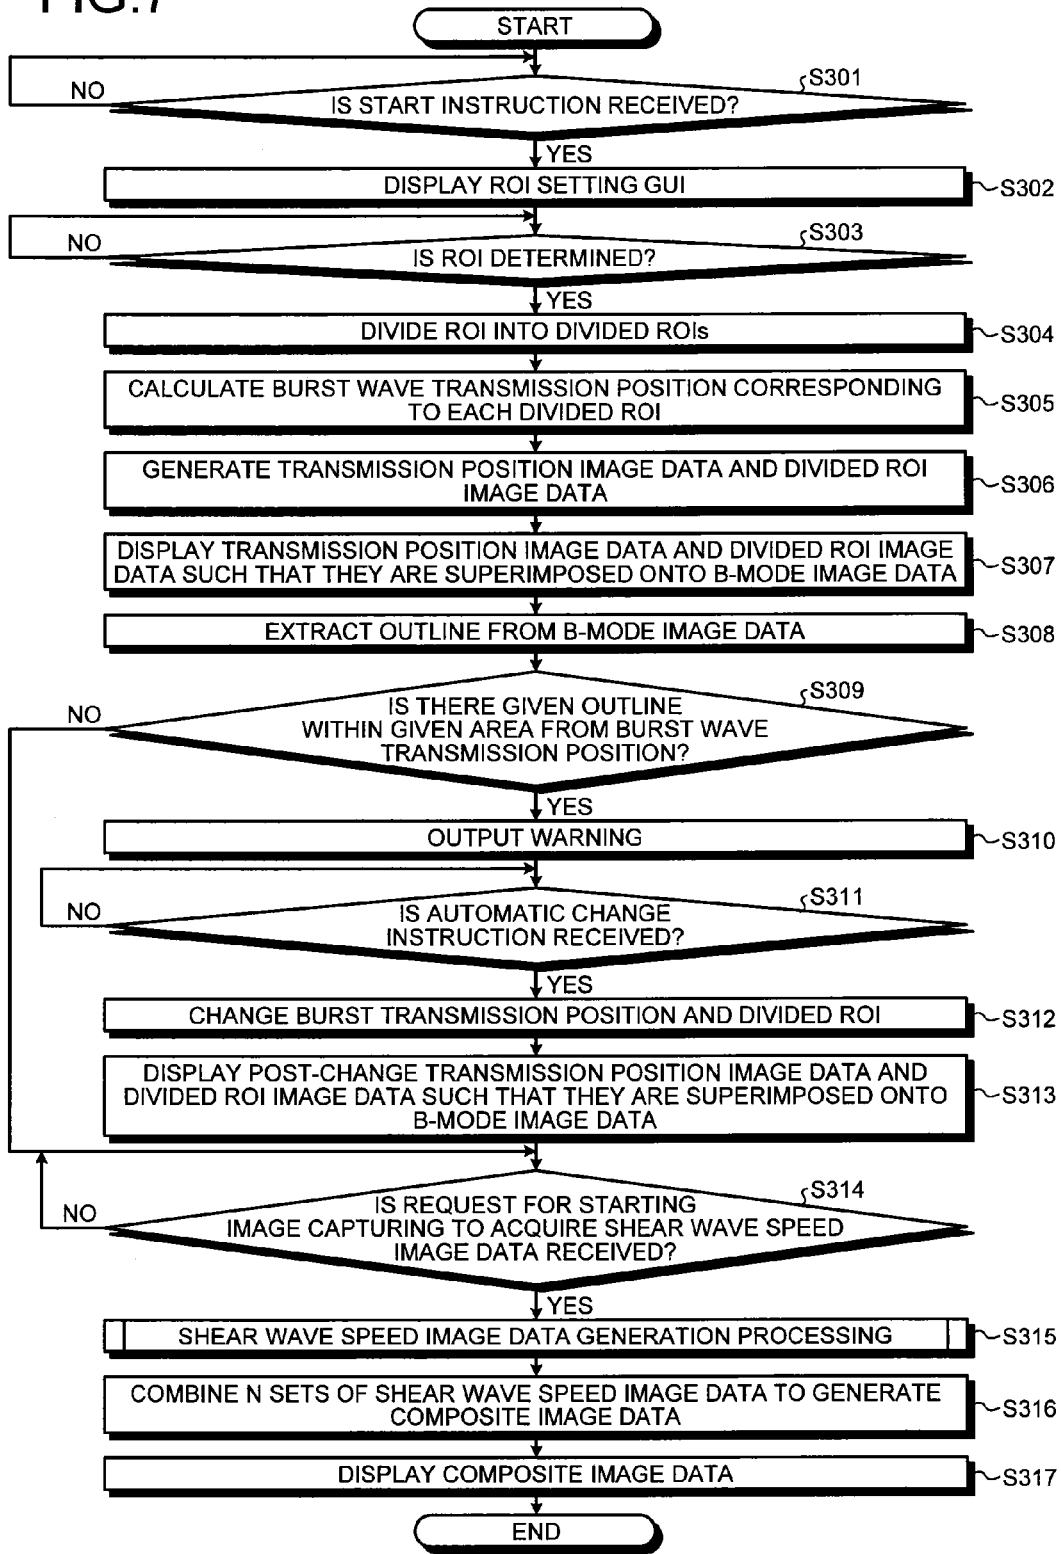 FIG.7
START
S301
NO
IS START INSTRUCTION RECEIVED?
YES
DISPLAY ROI SETTING GUI
S302
S303
NO
IS ROI DETERMINED?
YES
DIVIDE ROI INTO DIVIDED ROIs
S304
CALCULATE BURST WAVE TRANSMISSION POSITION CORRESPONDING
TO EACH DIVIDED ROI
S305
GENERATE TRANSMISSION POSITION IMAGE DATA AND DIVIDED ROI
IMAGE DATA
S306
DISPLAY TRANSMISSION POSITION IMAGE DATA AND DIVIDED ROI IMAGE
DATA SUCH THAT THEY ARE SUPERIMPOSED ONTO B-MODE IMAGE DATA
S307
EXTRACT OUTLINE FROM B-MODE IMAGE DATA
S308
S309
NO
IS THERE GIVEN OUTLINE
WITHIN GIVEN AREA FROM BURST WAVE
TRANSMISSION POSITION?
YES
OUTPUT WARNING
S310
S311
NO
IS AUTOMATIC CHANGE
INSTRUCTION RECEIVED?
YES
CHANGE BURST TRANSMISSION POSITION AND DIVIDED ROI
S312
DISPLAY POST-CHANGE TRANSMISSION POSITION IMAGE DATA AND
DIVIDED ROI IMAGE DATA SUCH THAT THEY ARE SUPERIMPOSED ONTO
B-MODE IMAGE DATA
S313
S314
NO
IS REQUEST FOR STARTING
IMAGE CAPTURING TO ACQUIRE SHEAR WAVE SPEED
IMAGE DATA RECEIVED?
YES
SHEAR WAVE SPEED IMAGE DATA GENERATION PROCESSING
S315
COMBINE N SETS OF SHEAR WAVE SPEED IMAGE DATA TO GENERATE
COMPOSITE IMAGE DATA
S316
DISPLAY COMPOSITE IMAGE DATA
S317
END